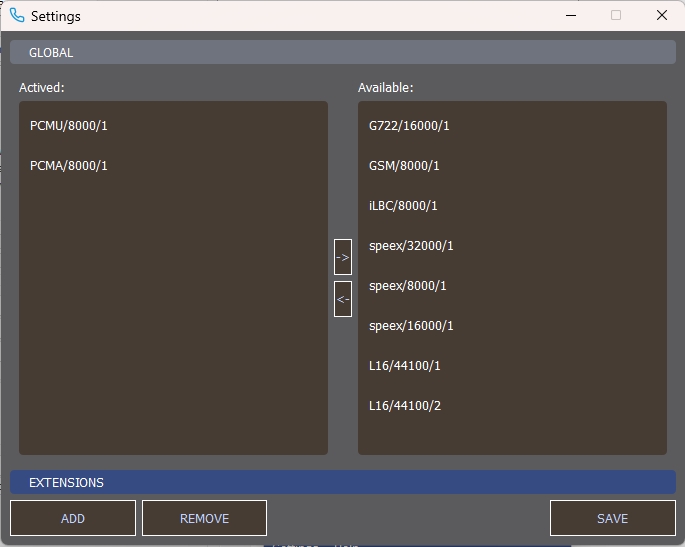 Settings
GLOBAL
Actived:
Available:
PCMU/8000/1
PCMA/8000/1
G722/16000/1
GSM/8000/1
iLBC/8000/1
speex/32000/1
speex/8000/1
speex/16000/1
L16/44100/1
L16/44100/2
->
<-
EXTENSIONS
ADD
REMOVE
SAVE